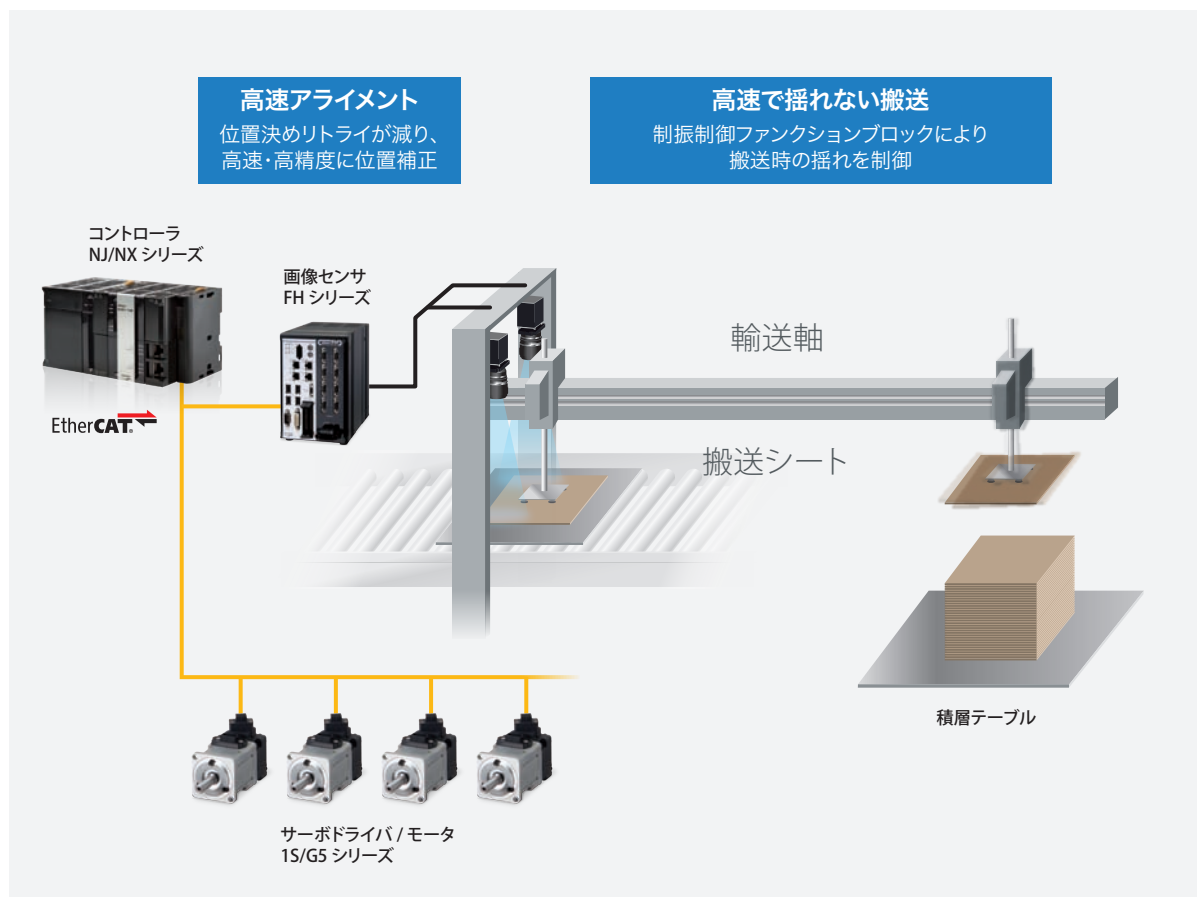 高速アライメント
位置決めリトライが減り、
高速・高精度に位置補正
高速で揺れない搬送
制振制御ファンクションブロックにより
搬送時の揺れを制御
コントローラ
NJ/NX シリーズ
画像センサ
FH シリーズ
EtherCAT®
輸送軸
搬送シート
積層テーブル
サーボドライバ / モータ
1S/G5 シリーズ